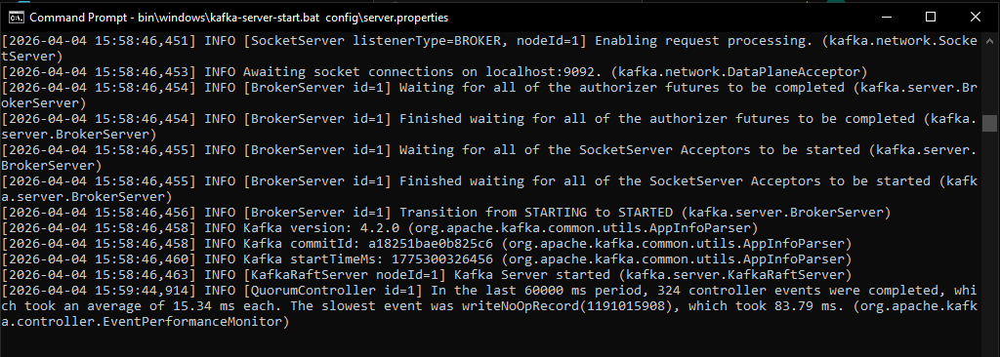 Command Prompt - bin\windows\kafka-server-start.bat  config\server.properties
[2026-04-04 15:58:46,451] INFO [SocketServer listenerType=BROKER, nodeId=1] Enabling request processing. (kafka.network.Socke
tServer)
[2026-04-04 15:58:46,453] INFO Awaiting socket connections on localhost:9092. (kafka.network.DataPlaneAcceptor)
[2026-04-04 15:58:46,454] INFO [BrokerServer id=1] Waiting for all of the authorizer futures to be completed (kafka.server.Br
okerServer)
[2026-04-04 15:58:46,454] INFO [BrokerServer id=1] Finished waiting for all of the authorizer futures to be completed (kafka.
server.BrokerServer)
[2026-04-04 15:58:46,455] INFO [BrokerServer id=1] Waiting for all of the SocketServer Acceptors to be started (kafka.server.
BrokerServer)
[2026-04-04 15:58:46,455] INFO [BrokerServer id=1] Finished waiting for all of the SocketServer Acceptors to be started (kafk
a.server.BrokerServer)
[2026-04-04 15:58:46,456] INFO [BrokerServer id=1] Transition from STARTING to STARTED (kafka.server.BrokerServer)
[2026-04-04 15:58:46,458] INFO Kafka version: 4.2.0 (org.apache.kafka.common.utils.AppInfoParser)
[2026-04-04 15:58:46,458] INFO Kafka commitId: a18251bae0b825c6 (org.apache.kafka.common.utils.AppInfoParser)
[2026-04-04 15:58:46,460] INFO Kafka startTimeMs: 1775300326456 (org.apache.kafka.common.utils.AppInfoParser)
[2026-04-04 15:58:46,463] INFO [KafkaRaftServer nodeId=1] Kafka Server started (kafka.server.KafkaRaftServer)
[2026-04-04 15:59:44,914] INFO [QuorumController id=1] In the last 60000 ms period, 324 controller events were completed, whi
ch took an average of 15.34 ms each. The slowest event was writeNoOpRecord(1191015908), which took 83.79 ms. (org.apache.kafk
a.controller.EventPerformanceMonitor)